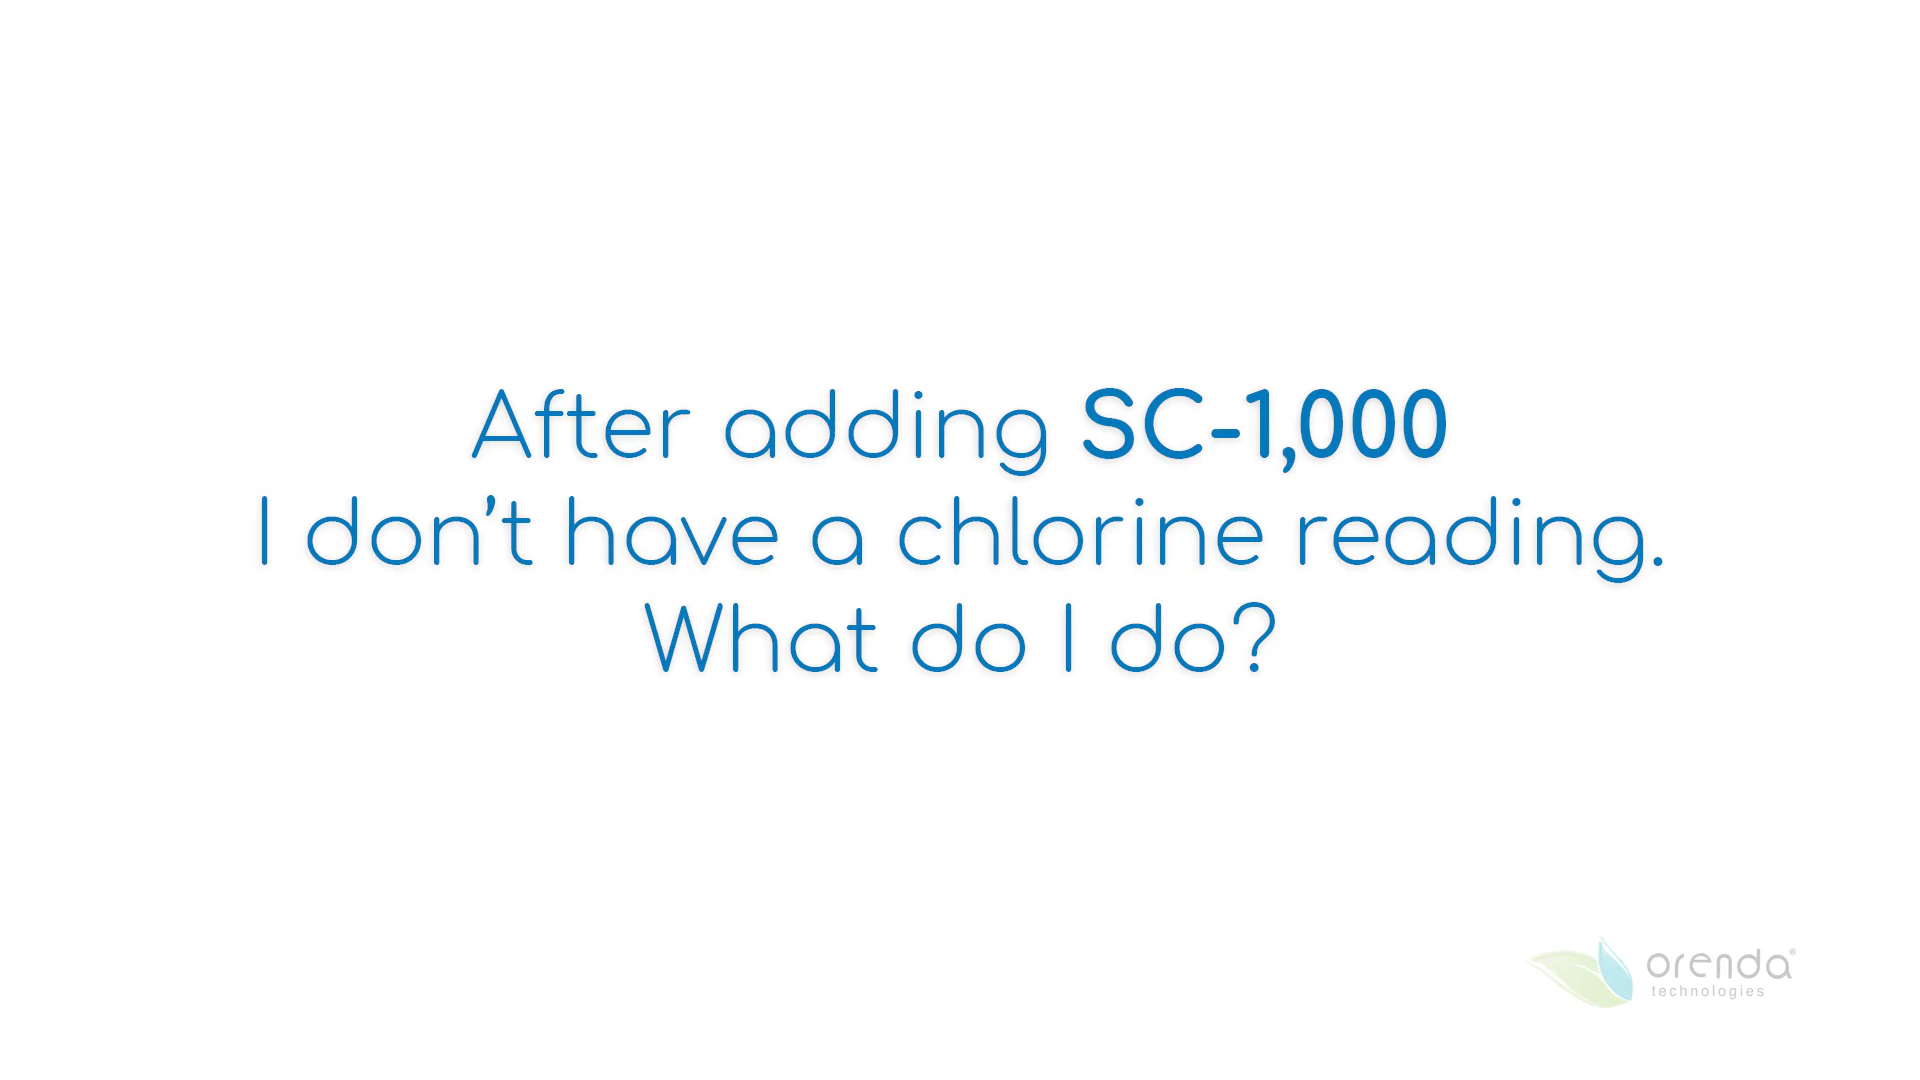 After adding SC-1,000
I don’t have a chlorine reading.
What do I do?
orenda®
technologies